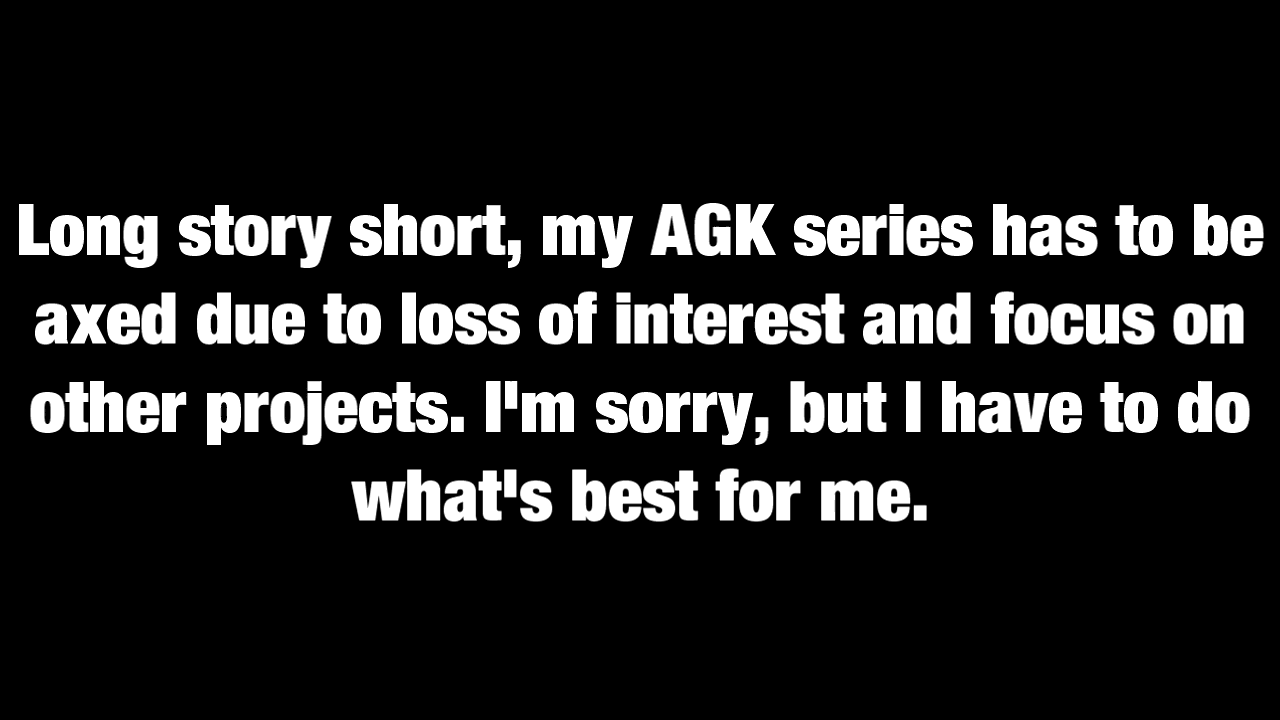 Long story short, my AGK series has to be
axed due to loss of interest and focus on
other projects. I'm sorry, but I have to do
what's best for me.